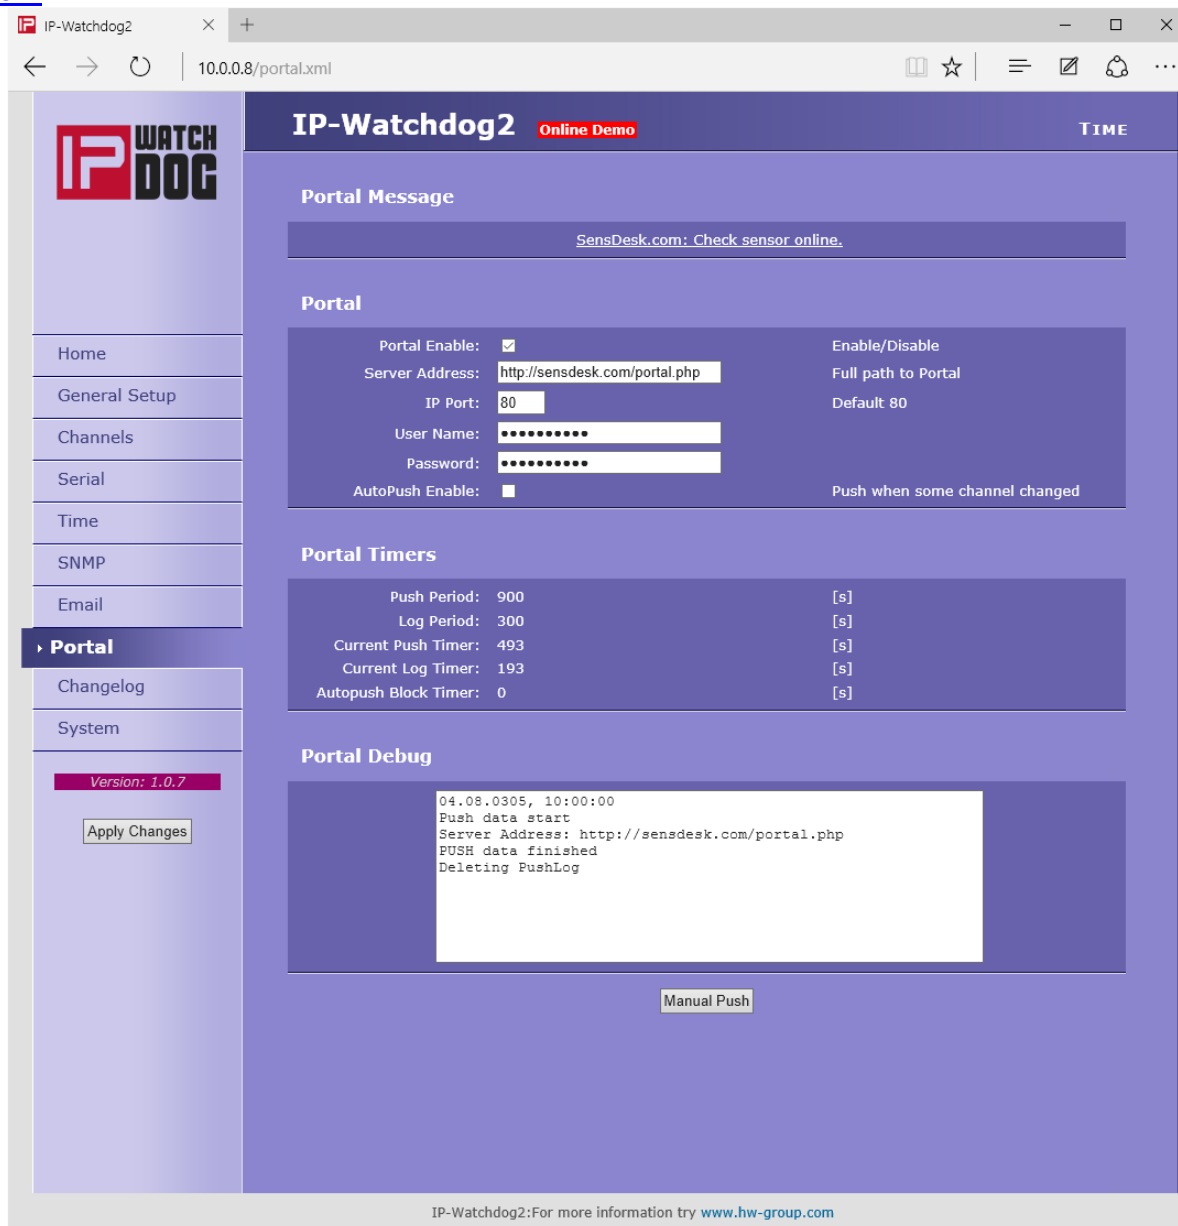 IP-Watchdog2
10.0.0.8/portal.xml
WATCH
IP DOG
IP-Watchdog2 Online Demo TIME
Portal Message
SensDesk.com: Check sensor online.
Portal
Portal Enable: Enable/Disable
Server Address: http://sensdesk.com/portal.php Full path to Portal
IP Port: 80 Default 80
User Name: ••••••••••
Password: ••••••••••
AutoPush Enable: Push when some channel changed
Home
General Setup
Channels
Serial
Time
SNMP
Email
Portal
Changelog
System
Version: 1.0.7
Apply Changes
Portal Timers
Push Period: 900 [s]
Log Period: 300 [s]
Current Push Timer: 493 [s]
Current Log Timer: 193 [s]
Autopush Block Timer: 0 [s]
Portal Debug
04.08.0305, 10:00:00
Push data start
Server Address: http://sensdesk.com/portal.php
PUSH data finished
Deleting PushLog
Manual Push
IP-Watchdog2:For more information try www.hw-group.com